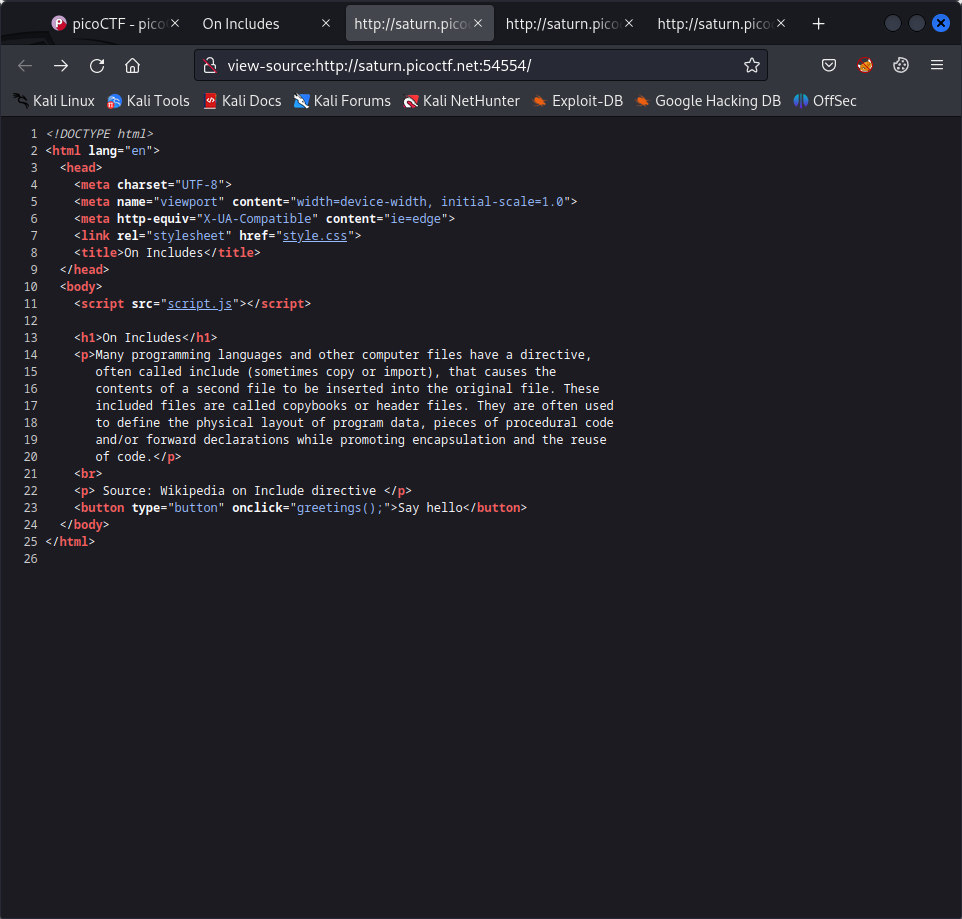 picoCTF - pico
On Includes
http://saturn.pico
http://saturn.pico
http://saturn.pico
view-source:http://saturn.picoctf.net:54554/
Kali Linux Kali Tools Kali Docs Kali Forums Kali NetHunter Exploit-DB Google Hacking DB OffSec
1 <!DOCTYPE html>
2 <html lang="en">
3   <head>
4     <meta charset="UTF-8">
5     <meta name="viewport" content="width=device-width, initial-scale=1.0">
6     <meta http-equiv="X-UA-Compatible" content="ie=edge">
7     <link rel="stylesheet" href="style.css">
8     <title>On Includes</title>
9   </head>
10   <body>
11     <script src="script.js"></script>
12
13     <h1>On Includes</h1>
14     <p>Many programming languages and other computer files have a directive,
15        often called include (sometimes copy or import), that causes the
16        contents of a second file to be inserted into the original file. These
17        included files are called copybooks or header files. They are often used
18        to define the physical layout of program data, pieces of procedural code
19        and/or forward declarations while promoting encapsulation and the reuse
20        of code.</p>
21     <br>
22     <p> Source: Wikipedia on Include directive </p>
23     <button type="button" onclick="greetings();">Say hello</button>
24   </body>
25 </html>
26